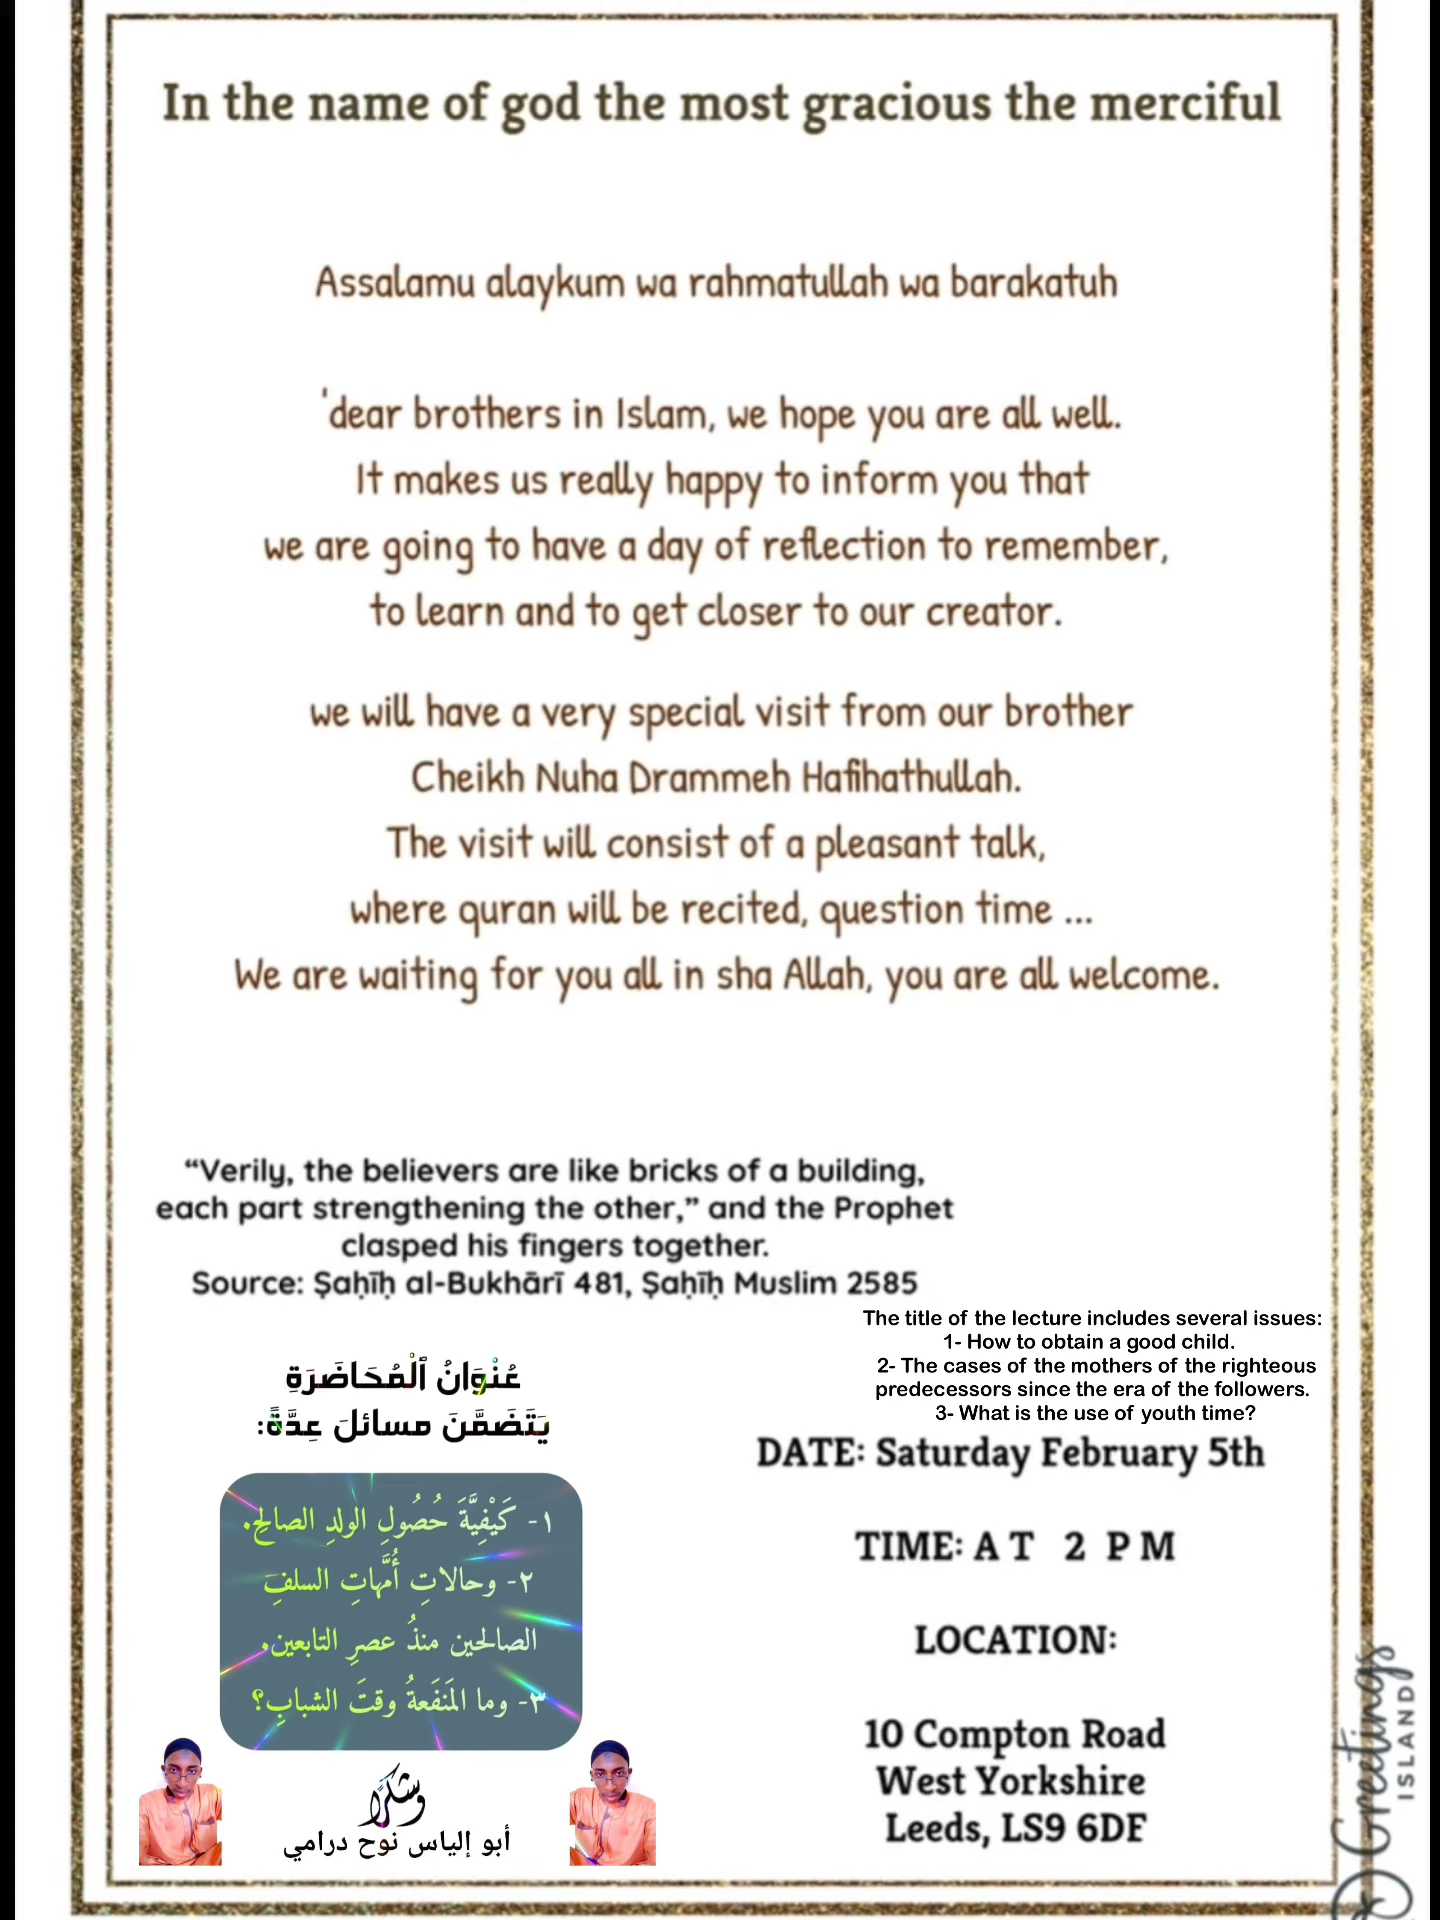 In the name of god the most gracious the merciful
Assalamu alaykum wa rahmatullah wa barakatuh
'dear brothers in Islam, we hope you are all well.
It makes us really happy to inform you that
we are going to have a day of reflection to remember,
to learn and to get closer to our creator.
we will have a very special visit from our brother
Cheikh Nuha Drammeh Hafihathullah.
The visit will consist of a pleasant talk,
where quran will be recited, question time ...
We are waiting for you all in sha Allah, you are all welcome.
“Verily, the believers are like bricks of a building,
each part strengthening the other,” and the Prophet
clasped his fingers together.
Source: Ṣaḥīḥ al-Bukhārī 481, Ṣaḥīḥ Muslim 2585
The title of the lecture includes several issues:
1- How to obtain a good child.
2- The cases of the mothers of the righteous
predecessors since the era of the followers.
3- What is the use of youth time?
عُنْوَانُ ٱلْمُحَاضَرَةِ
يَتَضَمَّنَ مسائلَ عِدَّةً:
١- كَيْفِيَّةَ حُصُولِ الولدِ الصالحِ.
٢- وحالاتِ أُمَّهاتِ السلفِ
الصالحين منذُ عصرِ التابعين.
٣- وما المَنفَعةُ وقتَ الشبابِ؟
وشكرًا
أبو إلياس نوح درامي
DATE: Saturday February 5th
TIME: AT 2 PM
LOCATION:
10 Compton Road
West Yorkshire
Leeds, LS9 6DF
Greetings
ISLAND